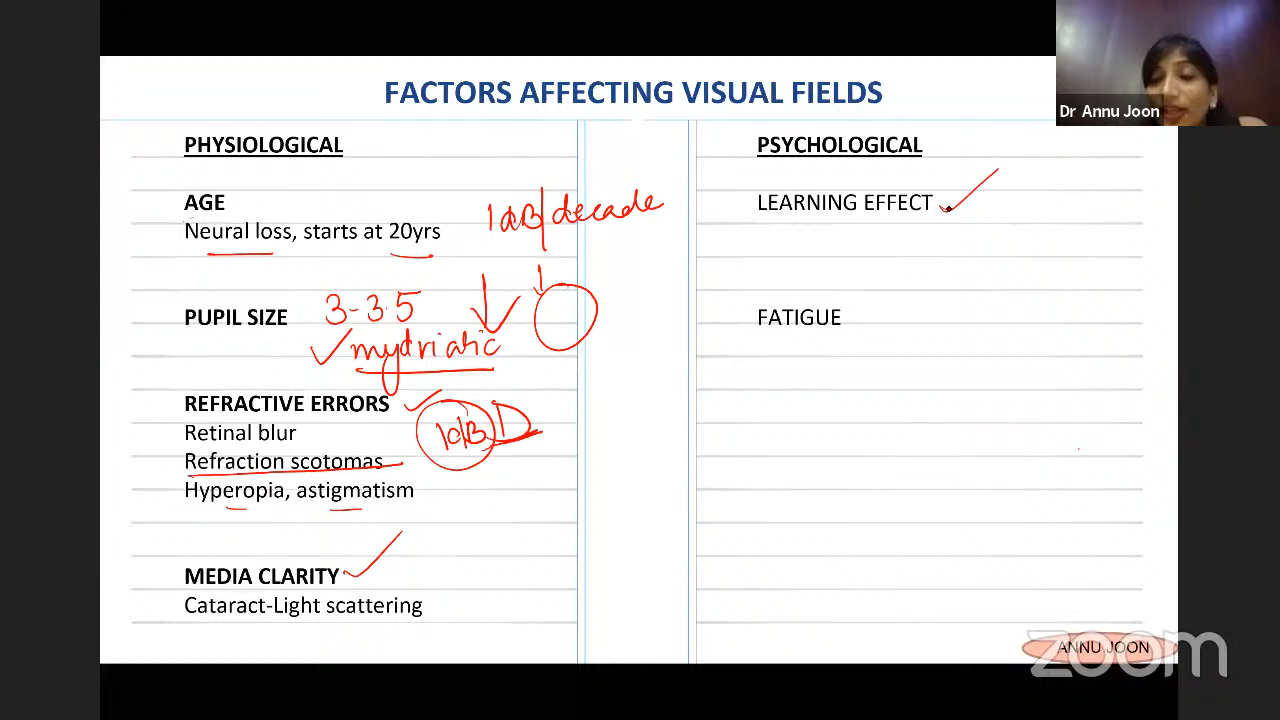 FACTORS AFFECTING VISUAL FIELDS
Dr Annu Joon
PHYSIOLOGICAL
AGE
Neural loss, starts at 20yrs
1dB/decade
PUPIL SIZE
3-3.5
mydriatic
REFRACTIVE ERRORS
Retinal blur
1dB D
Refraction scotomas
Hyperopia, astigmatism
MEDIA CLARITY
Cataract-Light scattering
PSYCHOLOGICAL
LEARNING EFFECT
FATIGUE
ANNU JOON
zoom